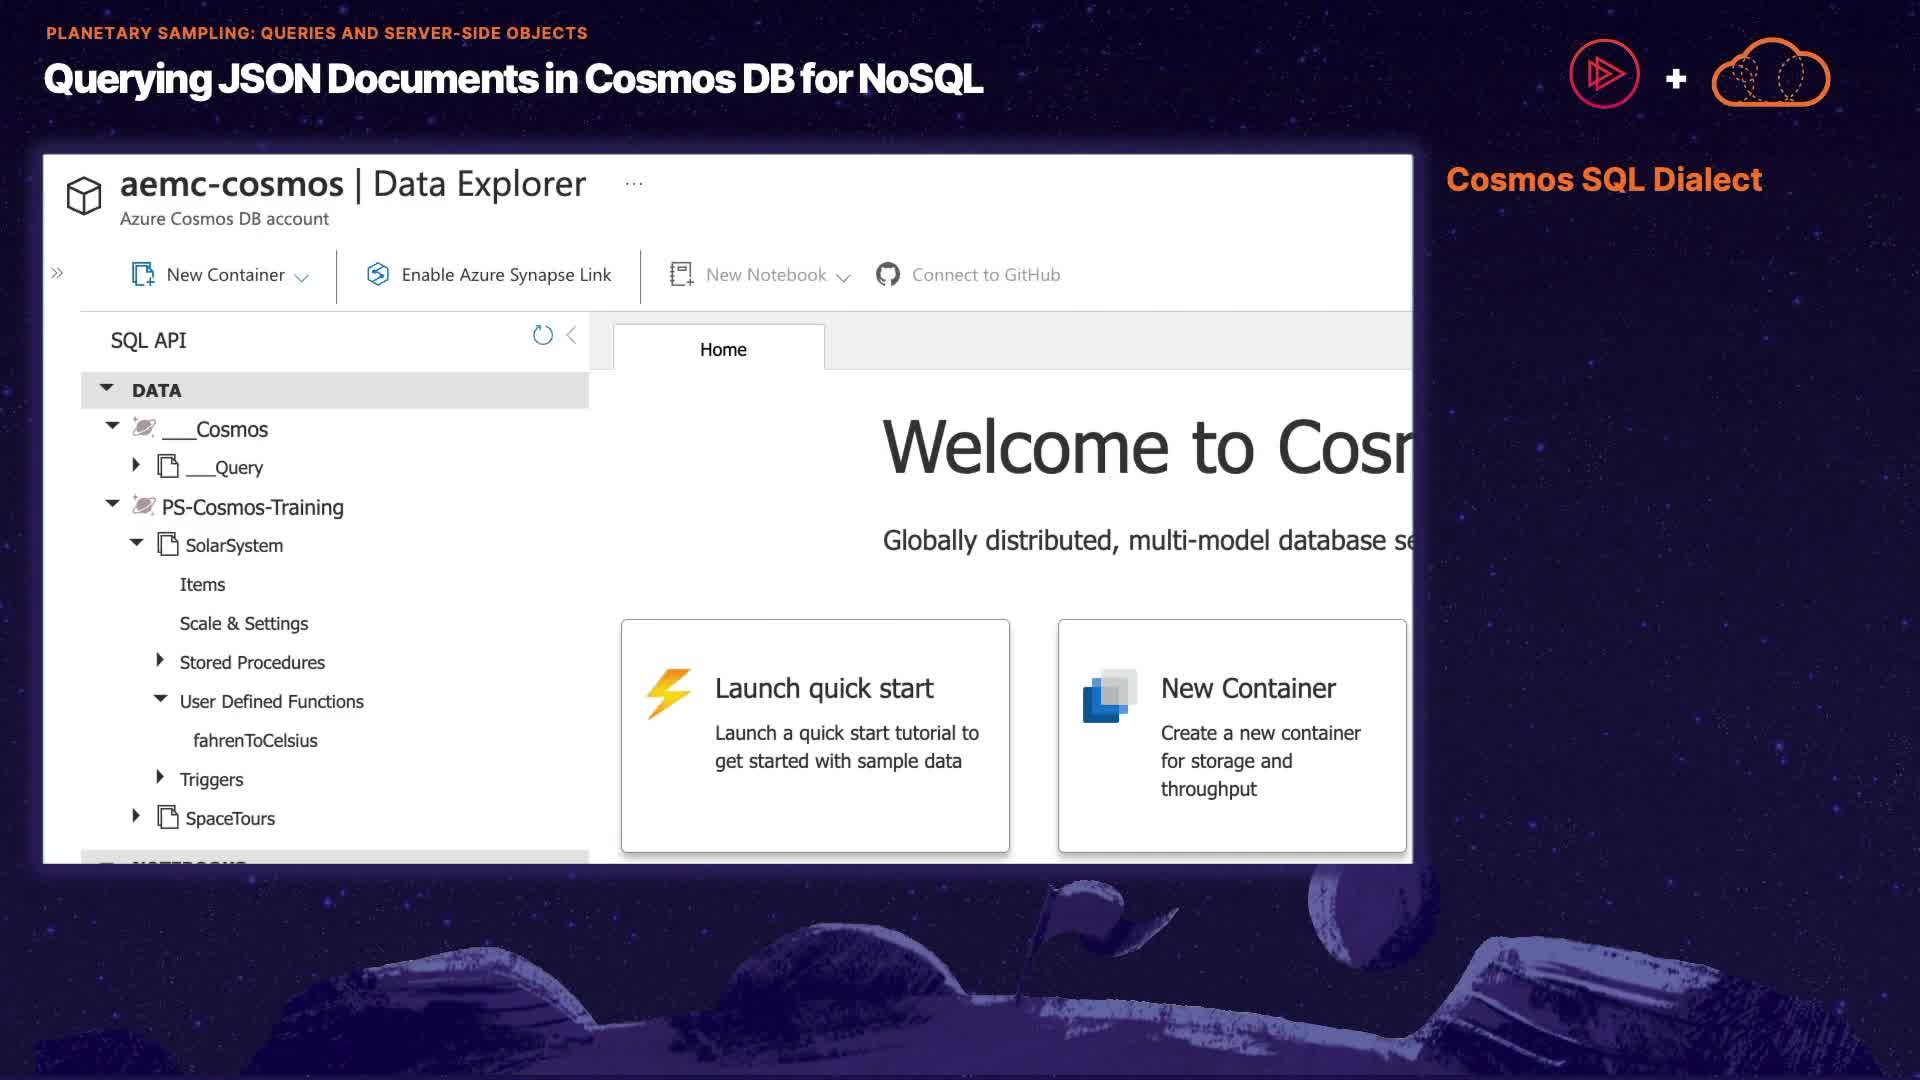 PLANETARY SAMPLING: QUERIES AND SERVER-SIDE OBJECTS
Querying JSON Documents in Cosmos DB for NoSQL
+
aemc-cosmos | Data Explorer ...
Azure Cosmos DB account
Cosmos SQL Dialect
New Container
Enable Azure Synapse Link
New Notebook
Connect to GitHub
SQL API
Home
DATA
___Cosmos
___Query
PS-Cosmos-Training
SolarSystem
Items
Scale & Settings
Stored Procedures
User Defined Functions
fahrenToCelsius
Triggers
SpaceTours
NOTEBOOKS
Welcome to Cosm
Globally distributed, multi-model database se
Launch quick start
Launch a quick start tutorial to
get started with sample data
New Container
Create a new container
for storage and
throughput